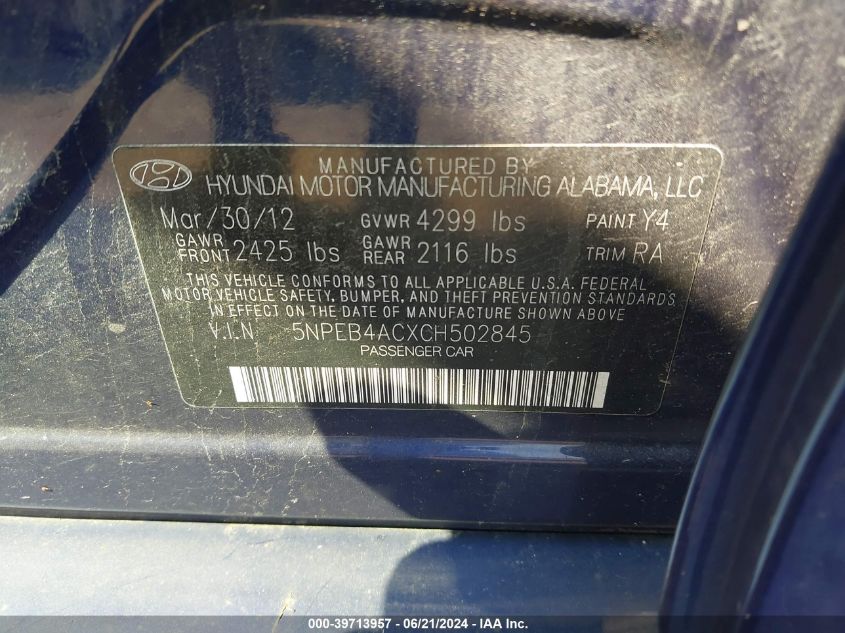 MANUFACTURED BY
HYUNDAI MOTOR MANUFACTURING ALABAMA, LLC
Mar/30/12 GVWR 4299 lbs PAINT Y4
GAWR FRONT 2425 lbs GAWR REAR 2116 lbs TRIM RA
THIS VEHICLE CONFORMS TO ALL APPLICABLE U.S.A. FEDERAL
MOTOR VEHICLE SAFETY, BUMPER, AND THEFT PREVENTION STANDARDS
IN EFFECT ON THE DATE OF MANUFACTURE SHOWN ABOVE
V.I.N 5NPEB4ACXCH502845
PASSENGER CAR
000-39713957 - 06/21/2024 - IAA Inc.